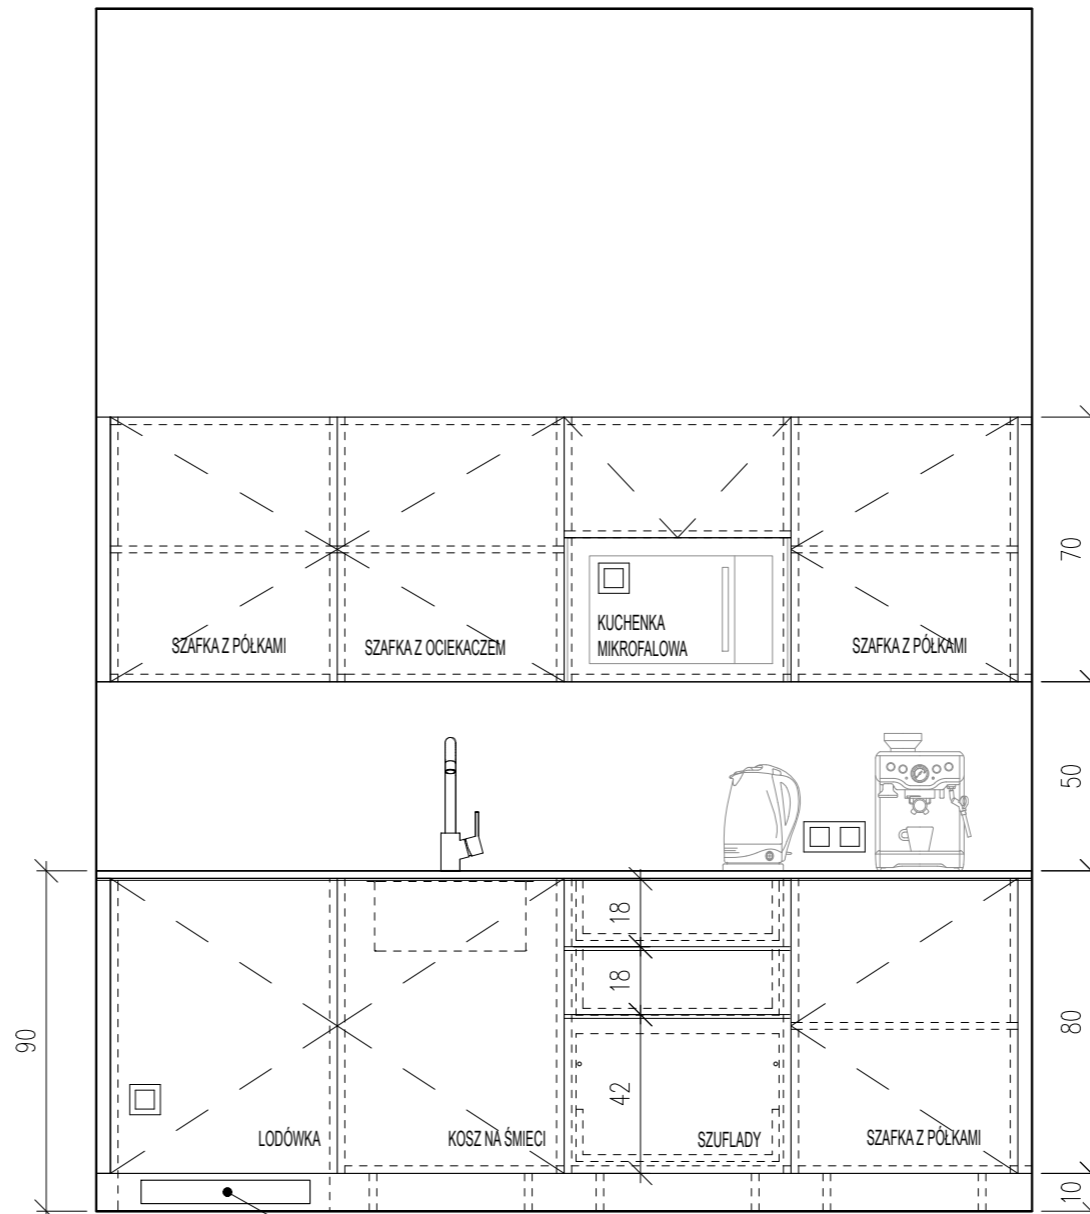 70
SZAFKA Z PÓŁKAMI
SZAFKA Z OCIEKACZEM
KUCHENKA
MIKROFALOWA
SZAFKA Z PÓŁKAMI
50
90
18
18
42
80
LODÓWKA
KOSZ NA ŚMIECI
SZUFLADY
SZAFKA Z PÓŁKAMI
10